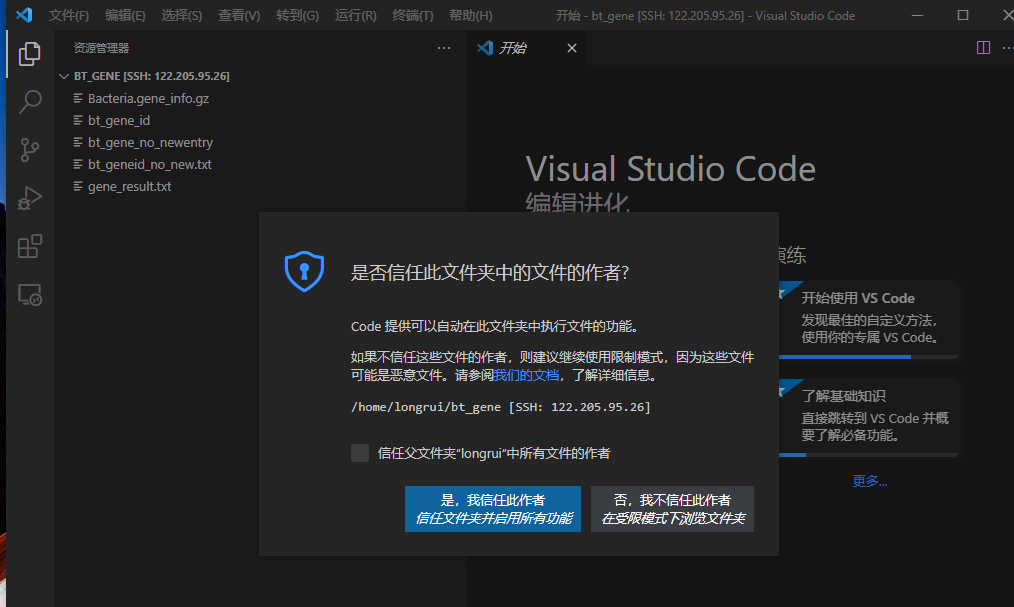 文件(F) 编辑(E) 选择(S) 查看(V) 转到(G) 运行(R) 终端(T) 帮助(H) 开始 - bt_gene [SSH: 122.205.95.26] - Visual Studio Code
资源管理器
开始
BT_GENE [SSH: 122.205.95.26]
Bacteria.gene_info.gz
bt_gene_id
bt_gene_no_newentry
bt_geneid_no_new.txt
gene_result.txt
Visual Studio Code
编辑进化
演练
开始使用 VS Code
发现最佳的自定义方法，
使用你的专属 VS Code。
了解基础知识
直接跳转到 VS Code 并概
要了解必备功能。
更多...
是否信任此文件夹中的文件的作者?
Code 提供可以自动在此文件夹中执行文件的功能。
如果不信任这些文件的作者，则建议继续使用限制模式，因为这些文件
可能是恶意文件。请参阅我们的文档，了解详细信息。
/home/longrui/bt_gene [SSH: 122.205.95.26]
信任父文件夹"longrui"中所有文件的作者
是，我信任此作者
信任文件夹并启用所有功能
否，我不信任此作者
在受限模式下浏览文件夹